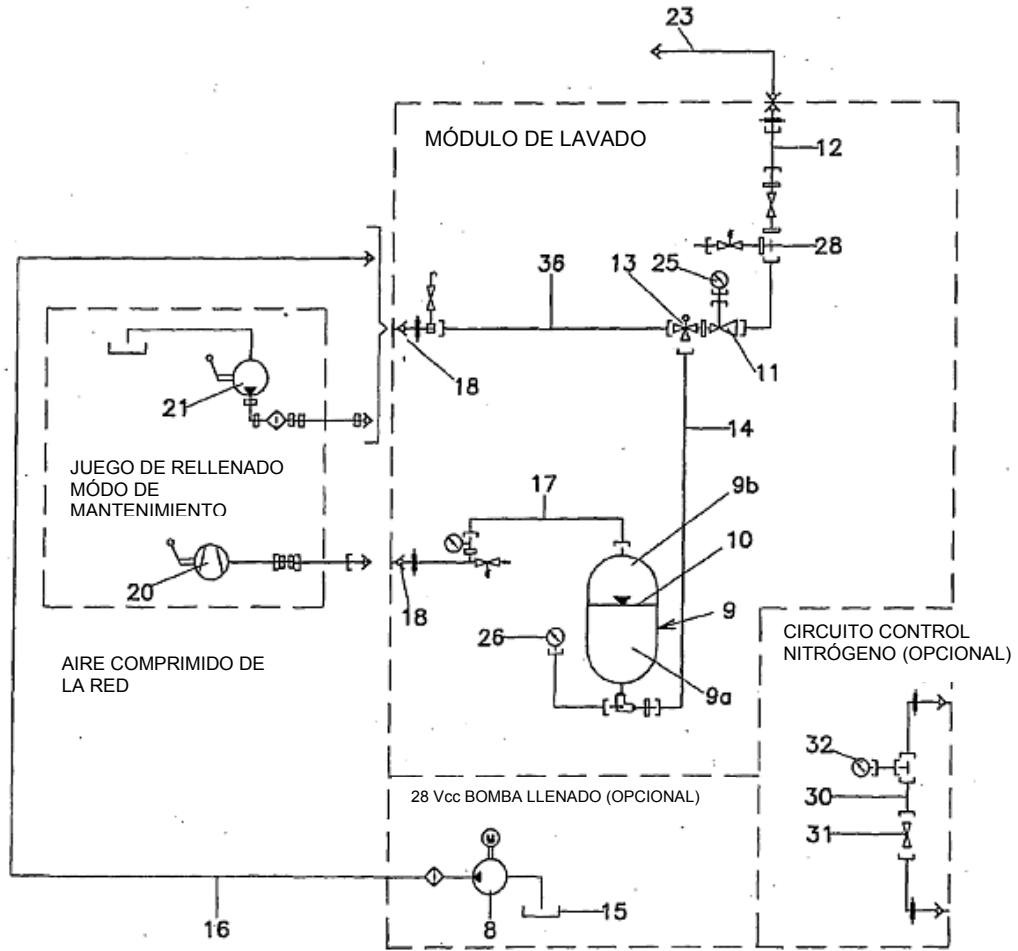 23
MÓDULO DE LAVADO
12
28
25
13
36
11
18
21
14
JUEGO DE RELLENADO
MÓDO DE
MANTENIMIENTO
17
9b
10
20
18
9
26
9a
AIRE COMPRIMIDO DE
LA RED
CIRCUITO CONTROL
NITRÓGENO (OPCIONAL)
32
30
31
28 Vcc BOMBA LLENADO (OPCIONAL)
M
16
8
15